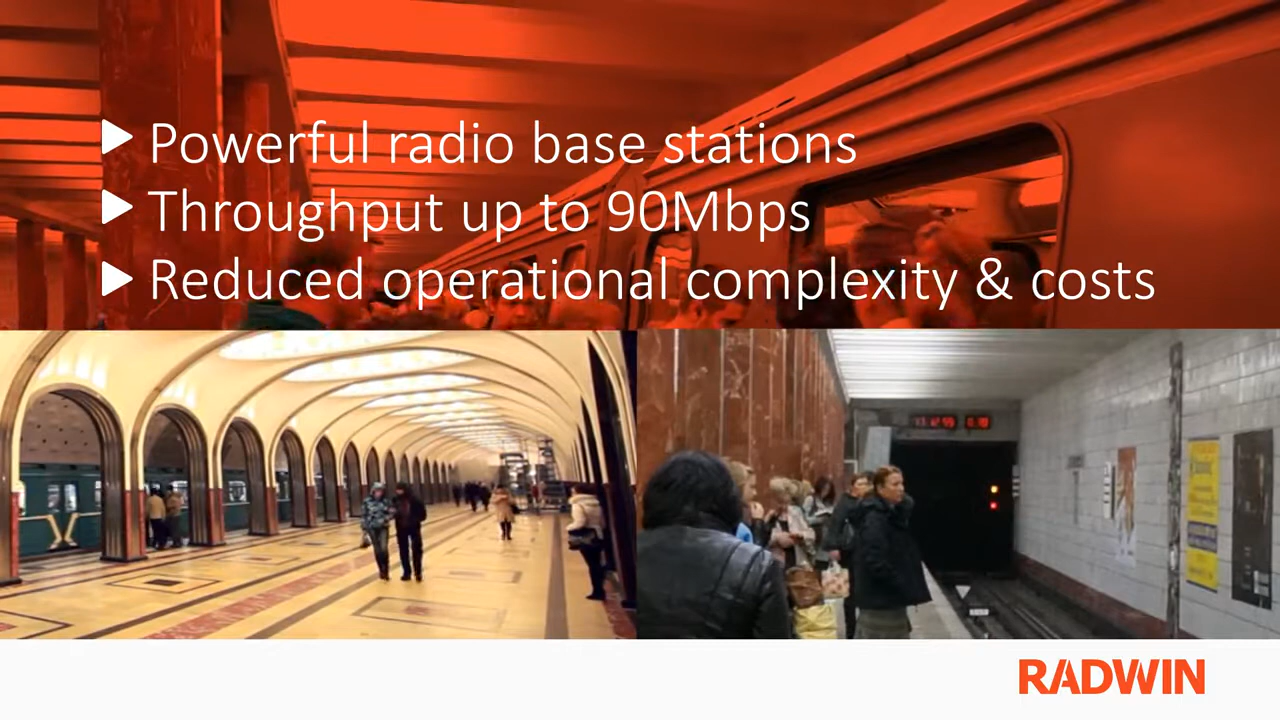 Powerful radio base stations
Throughput up to 90Mbps
Reduced operational complexity & costs
RADWIN